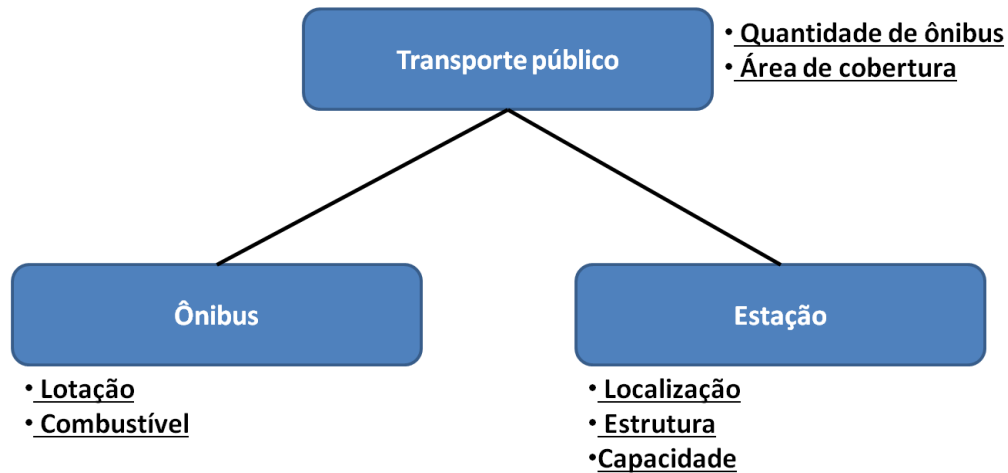 Transporte público
• Quantidade de ônibus
• Área de cobertura
Ônibus
• Lotação
• Combustível
Estação
• Localização
• Estrutura
•Capacidade